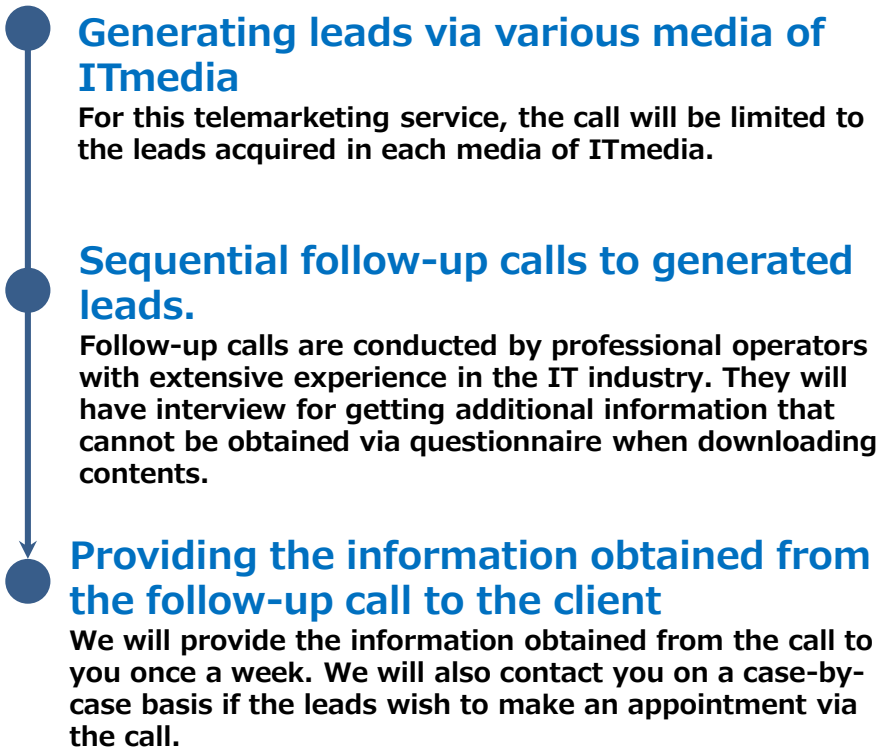 Generating leads via various media of
ITmedia
For this telemarketing service, the call will be limited to
the leads acquired in each media of ITmedia.
Sequential follow-up calls to generated
leads.
Follow-up calls are conducted by professional operators
with extensive experience in the IT industry. They will
have interview for getting additional information that
cannot be obtained via questionnaire when downloading
contents.
Providing the information obtained from
the follow-up call to the client
We will provide the information obtained from the call to
you once a week. We will also contact you on a case-by-
case basis if the leads wish to make an appointment via
the call.